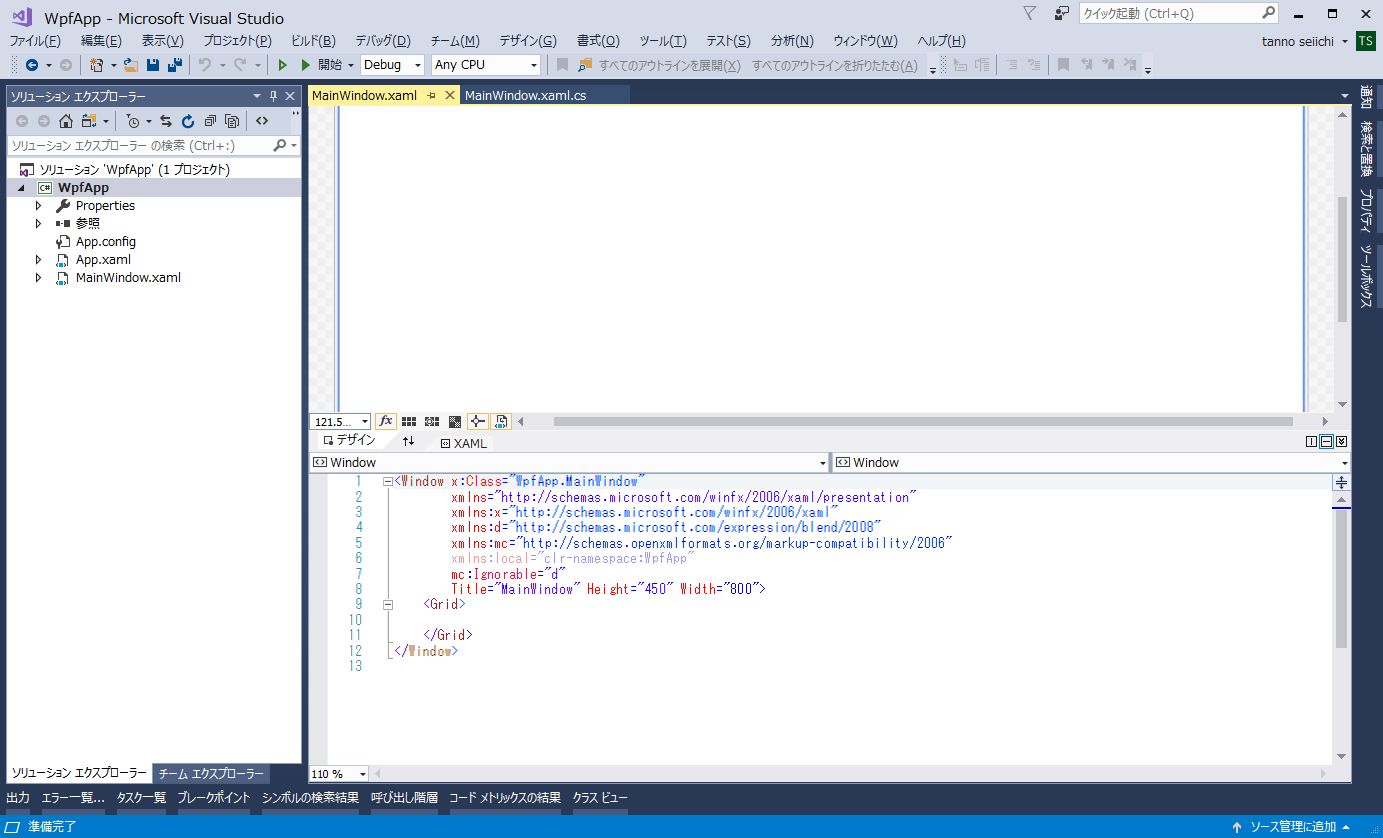 WpfApp - Microsoft Visual Studio
クイック起動 (Ctrl+Q)
ファイル(F) 編集(E) 表示(V) プロジェクト(P) ビルド(B) デバッグ(D) チーム(M) デザイン(G) 書式(O) ツール(T) テスト(S) 分析(N) ウィンドウ(W) ヘルプ(H) tanno seiichi TS
開始 Debug Any CPU すべてのアウトラインを展開(X) すべてのアウトラインを折りたたむ(A)
ソリューション エクスプローラー
ソリューション エクスプローラー の検索 (Ctrl+:)
ソリューション 'WpfApp' (1 プロジェクト)
C# WpfApp
Properties
参照
App.config
App.xaml
MainWindow.xaml
ソリューション エクスプローラー チーム エクスプローラー
MainWindow.xaml MainWindow.xaml.cs
121.5... fx
デザイン XAML
Window Window
1 <Window x:Class="WpfApp.MainWindow"
2 xmlns="http://schemas.microsoft.com/winfx/2006/xaml/presentation"
3 xmlns:x="http://schemas.microsoft.com/winfx/2006/xaml"
4 xmlns:d="http://schemas.microsoft.com/expression/blend/2008"
5 xmlns:mc="http://schemas.openxmlformats.org/markup-compatibility/2006"
6 xmlns:local="clr-namespace:WpfApp"
7 mc:Ignorable="d"
8 Title="MainWindow" Height="450" Width="800">
9 <Grid>
10
11 </Grid>
12 </Window>
13
110 %
通知
検索と置換
プロパティ
ツールボックス
出力 エラー一覧... タスク一覧 ブレークポイント シンボルの検索結果 呼び出し階層 コード メトリックスの結果 クラス ビュー
準備完了 ソース管理に追加